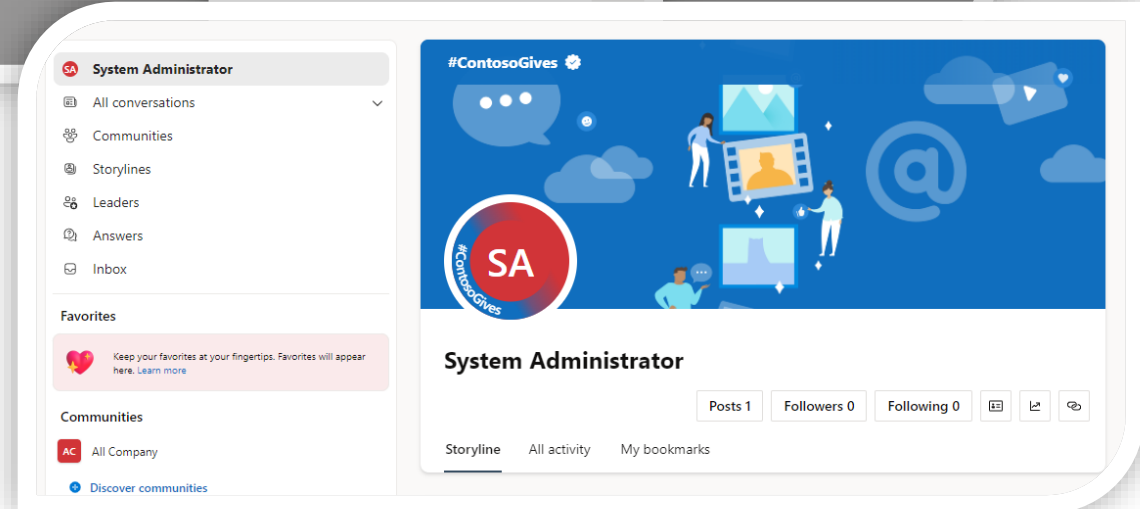 SA System Administrator
All conversations
Communities
Storylines
Leaders
Answers
Inbox
Favorites
Keep your favorites at your fingertips. Favorites will appear
here. Learn more
Communities
AC All Company
Discover communities
#ContosoGives
@
SA
#ContosoGives
System Administrator
Posts 1 Followers 0 Following 0
Storyline All activity My bookmarks